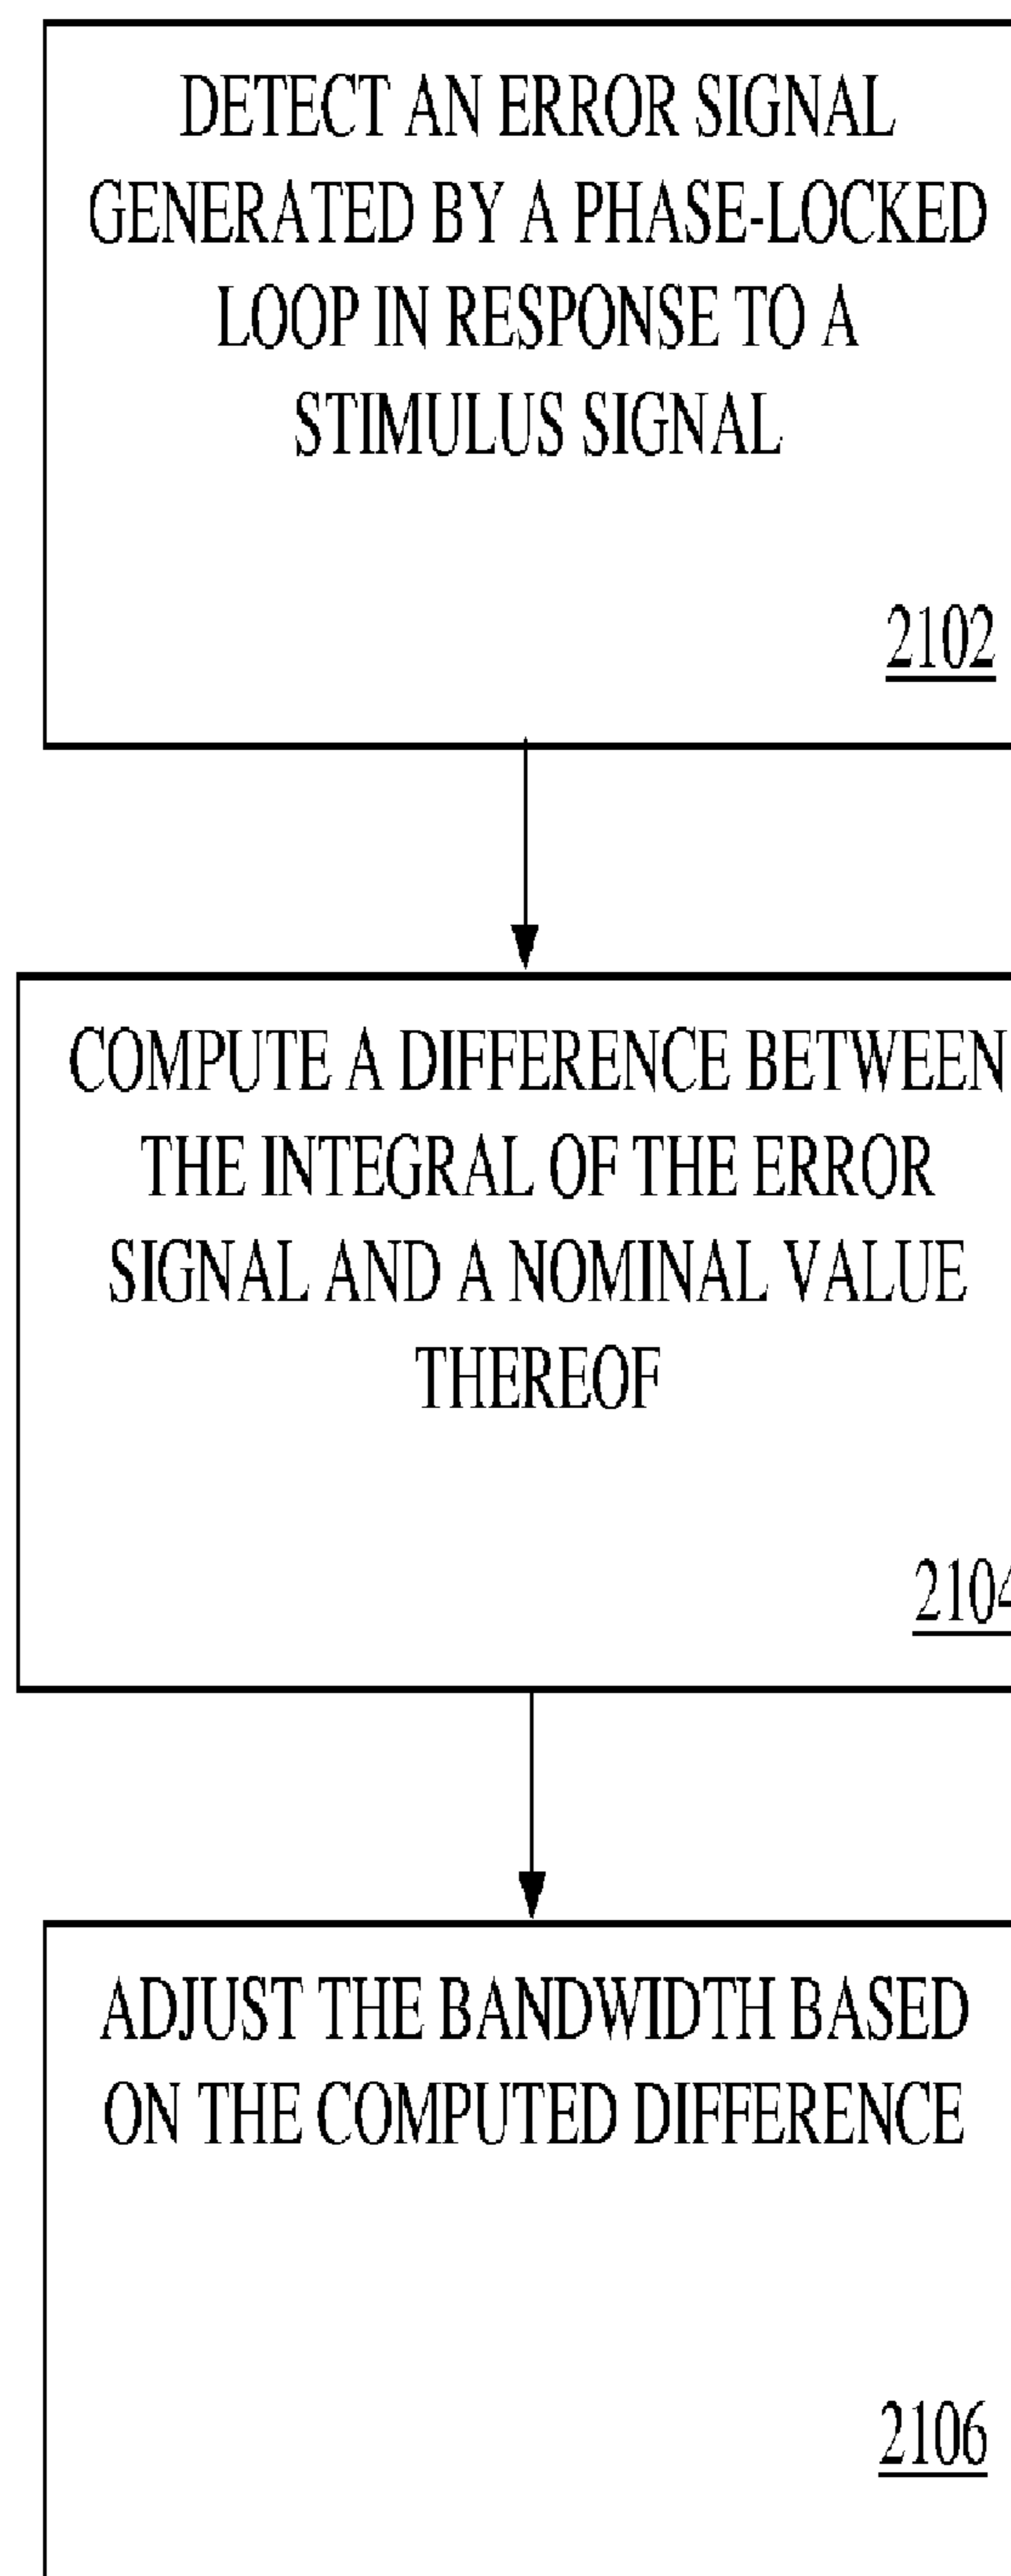 DETECT AN ERROR SIGNAL
GENERATED BY A PHASE-LOCKED
LOOP IN RESPONSE TO A
STIMULUS SIGNAL
2102
COMPUTE A DIFFERENCE BETWEEN
THE INTEGRAL OF THE ERROR
SIGNAL AND A NOMINAL VALUE
THEREOF
2104
ADJUST THE BANDWIDTH BASED
ON THE COMPUTED DIFFERENCE
2106